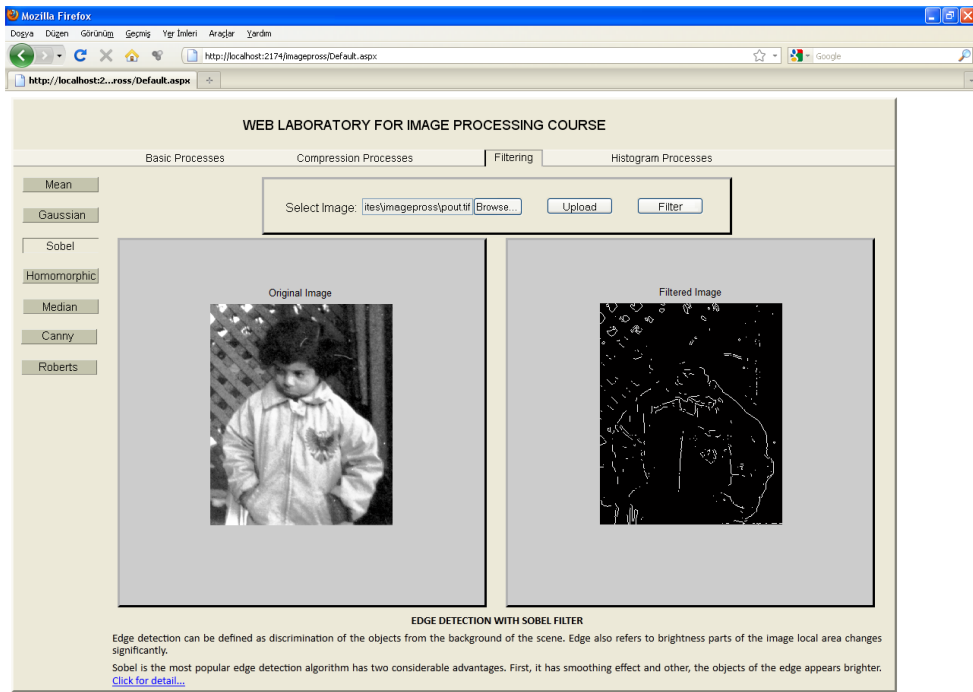 Mozilla Firefox
Dosya Düzen Görünüm Geçmiş Yer İmleri Araçlar Yardım
http://localhost:2174/imagepross/Default.aspx
Google
http://localhost:2...ross/Default.aspx
WEB LABORATORY FOR IMAGE PROCESSING COURSE
Basic Processes Compression Processes Filtering Histogram Processes
Mean
Gaussian
Sobel
Homomorphic
Median
Canny
Roberts
Select Image: ites\imagepross\pout.tif Browse... Upload Filter
Original Image
Filtered Image
EDGE DETECTION WITH SOBEL FILTER
Edge detection can be defined as discrimination of the objects from the background of the scene. Edge also refers to brightness parts of the image local area changes
significantly.
Sobel is the most popular edge detection algorithm has two considerable advantages. First, it has smoothing effect and other, the objects of the edge appears brighter.
Click for detail...